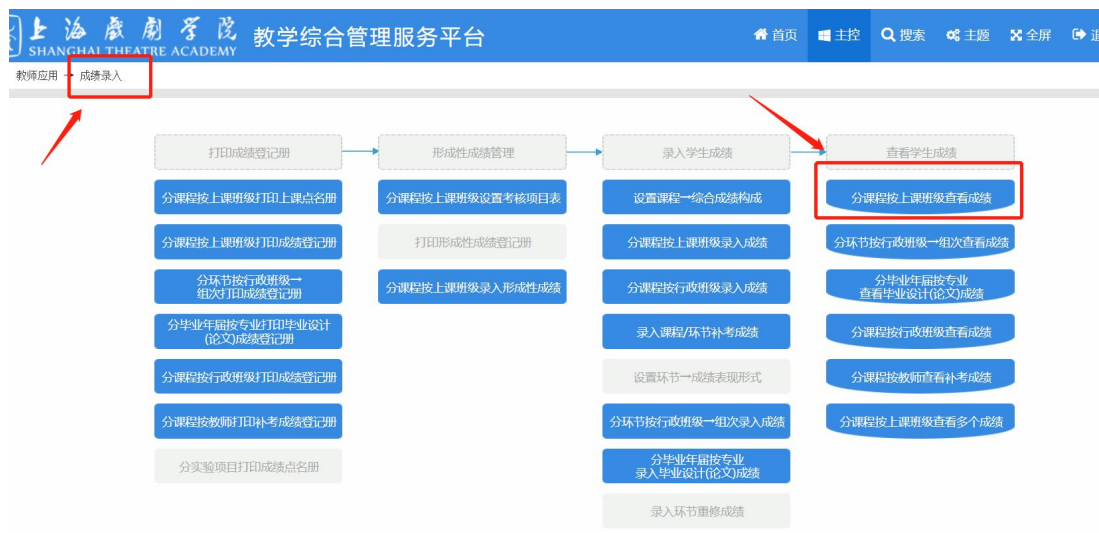 上海戲劇學院 教学综合管理服务平台 首页 主控 搜索 主题 全屏
SHANGHAI THEATRE ACADEMY
教师应用 → 成绩录入
打印成绩登记册 形成性成绩管理 录入学生成绩 查看学生成绩
分课程按上课班级打印上课点名册 分课程按上课班级设置考核项目表 设置课程→综合成绩构成 分课程按上课班级查看成绩
分课程按上课班级打印成绩登记册 打印形成性成绩登记册 分课程按上课班级录入成绩 分环节按行政班级→组次查看成绩
分环节按行政班级→
组次打印成绩登记册 分课程按上课班级录入形成性成绩 分课程按行政班级录入成绩 分毕业年届按专业
查看毕业设计(论文)成绩
分毕业年届按专业打印毕业设计
(论文)成绩登记册 录入课程/环节补考成绩 分课程按行政班级查看成绩
分课程按行政班级打印成绩登记册 设置环节→成绩表现形式 分课程按教师查看补考成绩
分课程按教师打印补考成绩登记册 分环节按行政班级→组次录入成绩 分课程按上课班级查看多个成绩
分实验项目打印成绩点名册 分毕业年届按专业
录入毕业设计(论文)成绩
录入环节重修成绩